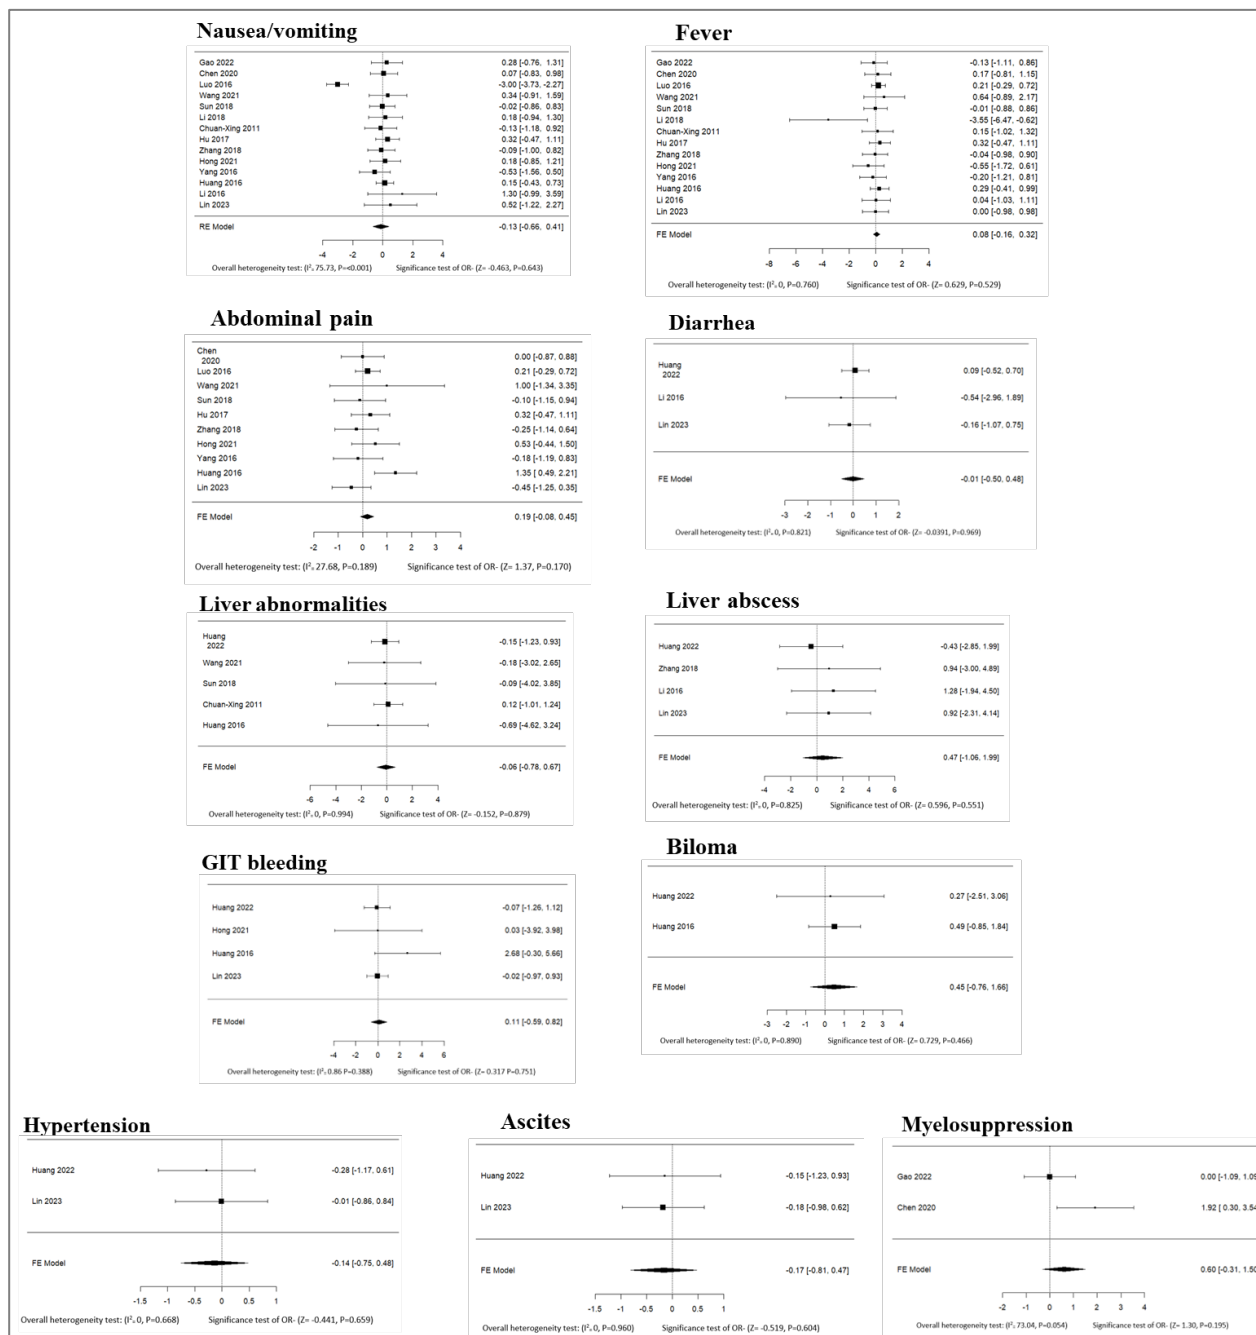 Nausea/vomiting
Gao 2022 0.28 [-0.76, 1.31]
Chen 2020 0.07 [-0.83, 0.98]
Luo 2016 -3.00 [-3.73, -2.27]
Wang 2021 0.34 [-0.91, 1.59]
Sun 2018 -0.02 [-0.86, 0.83]
Li 2018 0.18 [-0.94, 1.30]
Chuan-Xing 2011 -0.13 [-1.18, 0.92]
Hu 2017 0.32 [-0.47, 1.11]
Zhang 2018 -0.09 [-1.00, 0.82]
Hong 2021 0.18 [-0.85, 1.21]
Yang 2016 -0.53 [-1.56, 0.50]
Huang 2016 0.15 [-0.43, 0.73]
Li 2016 1.30 [-0.99, 3.59]
Lin 2023 0.52 [-1.22, 2.27]
RE Model -0.13 [-0.66, 0.41]
-4 -2 0 2 4
Overall heterogeneity test: (I²= 75.73, P=<0.001) Significance test of OR- (Z= -0.463, P=0.643)
Fever
Gao 2022 -0.13 [-1.11, 0.86]
Chen 2020 0.17 [-0.81, 1.15]
Luo 2016 0.21 [-0.29, 0.72]
Wang 2021 0.64 [-0.89, 2.17]
Sun 2018 -0.01 [-0.88, 0.86]
Li 2018 -3.55 [-6.47, -0.62]
Chuan-Xing 2011 0.15 [-1.02, 1.32]
Hu 2017 0.32 [-0.47, 1.11]
Zhang 2018 -0.04 [-0.98, 0.90]
Hong 2021 -0.55 [-1.72, 0.61]
Yang 2016 -0.20 [-1.21, 0.81]
Huang 2016 0.29 [-0.41, 0.99]
Li 2016 0.04 [-1.03, 1.11]
Lin 2023 0.00 [-0.98, 0.98]
FE Model 0.08 [-0.16, 0.32]
-8 -6 -4 -2 0 2 4
Overall heterogeneity test: (I²= 0, P=0.760) Significance test of OR- (Z= 0.629, P=0.529)
Abdominal pain
Chen
2020 0.00 [-0.87, 0.88]
Luo 2016 0.21 [-0.29, 0.72]
Wang 2021 1.00 [-1.34, 3.35]
Sun 2018 -0.10 [-1.15, 0.94]
Hu 2017 0.32 [-0.47, 1.11]
Zhang 2018 -0.25 [-1.14, 0.64]
Hong 2021 0.53 [-0.44, 1.50]
Yang 2016 -0.18 [-1.19, 0.83]
Huang 2016 1.35 [ 0.49, 2.21]
Lin 2023 -0.45 [-1.25, 0.35]
FE Model 0.19 [-0.08, 0.45]
-2 -1 0 1 2 3 4
Overall heterogeneity test: (I²= 27.68, P=0.189) Significance test of OR- (Z= 1.37, P=0.170)
Diarrhea
Huang
2022 0.09 [-0.52, 0.70]
Li 2016 -0.54 [-2.96, 1.89]
Lin 2023 -0.16 [-1.07, 0.75]
FE Model -0.01 [-0.50, 0.48]
-3 -2 -1 0 1 2
Overall heterogeneity test: (I²= 0, P=0.821) Significance test of OR- (Z= -0.0391, P=0.969)
Liver abnormalities
Huang
2022 -0.15 [-1.23, 0.93]
Wang 2021 -0.18 [-3.02, 2.65]
Sun 2018 -0.09 [-4.02, 3.85]
Chuan-Xing 2011 0.12 [-1.01, 1.24]
Huang 2016 -0.69 [-4.62, 3.24]
FE Model -0.06 [-0.78, 0.67]
-6 -4 -2 0 2 4
Overall heterogeneity test: (I²= 0, P=0.994) Significance test of OR- (Z= -0.152, P=0.879)
Liver abscess
Huang 2022 -0.43 [-2.85, 1.99]
Zhang 2018 0.94 [-3.00, 4.89]
Li 2016 1.28 [-1.94, 4.50]
Lin 2023 0.92 [-2.31, 4.14]
FE Model 0.47 [-1.06, 1.99]
-4 -2 0 2 4 6
Overall heterogeneity test: (I²= 0, P=0.825) Significance test of OR- (Z= 0.596, P=0.551)
GIT bleeding
Huang 2022 -0.07 [-1.26, 1.12]
Hong 2021 0.03 [-3.92, 3.98]
Huang 2016 2.68 [-0.30, 5.66]
Lin 2023 -0.02 [-0.97, 0.93]
FE Model 0.11 [-0.59, 0.82]
-4 -2 0 2 4 6
Overall heterogeneity test: (I²= 0.86 P=0.388) Significance test of OR- (Z= 0.317 P=0.751)
Biloma
Huang 2022 0.27 [-2.51, 3.06]
Huang 2016 0.49 [-0.85, 1.84]
FE Model 0.45 [-0.76, 1.66]
-3 -2 -1 0 1 2 3 4
Overall heterogeneity test: (I²= 0, P=0.890) Significance test of OR- (Z= 0.729, P=0.466)
Hypertension
Huang 2022 -0.28 [-1.17, 0.61]
Lin 2023 -0.01 [-0.86, 0.84]
FE Model -0.14 [-0.75, 0.48]
-1.5 -1 -0.5 0 0.5 1
Overall heterogeneity test: (I²= 0, P=0.668) Significance test of OR- (Z= -0.441, P=0.659)
Ascites
Huang 2022 -0.15 [-1.23, 0.93]
Lin 2023 -0.18 [-0.98, 0.62]
FE Model -0.17 [-0.81, 0.47]
-1.5 -1 -0.5 0 0.5 1
Overall heterogeneity test: (I²= 0, P=0.960) Significance test of OR- (Z= -0.519, P=0.604)
Myelosuppression
Gao 2022 0.00 [-1.09, 1.09
Chen 2020 1.92 [ 0.30, 3.54
FE Model 0.60 [-0.31, 1.50
-2 -1 0 1 2 3 4
Overall heterogeneity test: (I²= 73.04, P=0.054) Significance test of OR- (Z= 1.30, P=0.195)